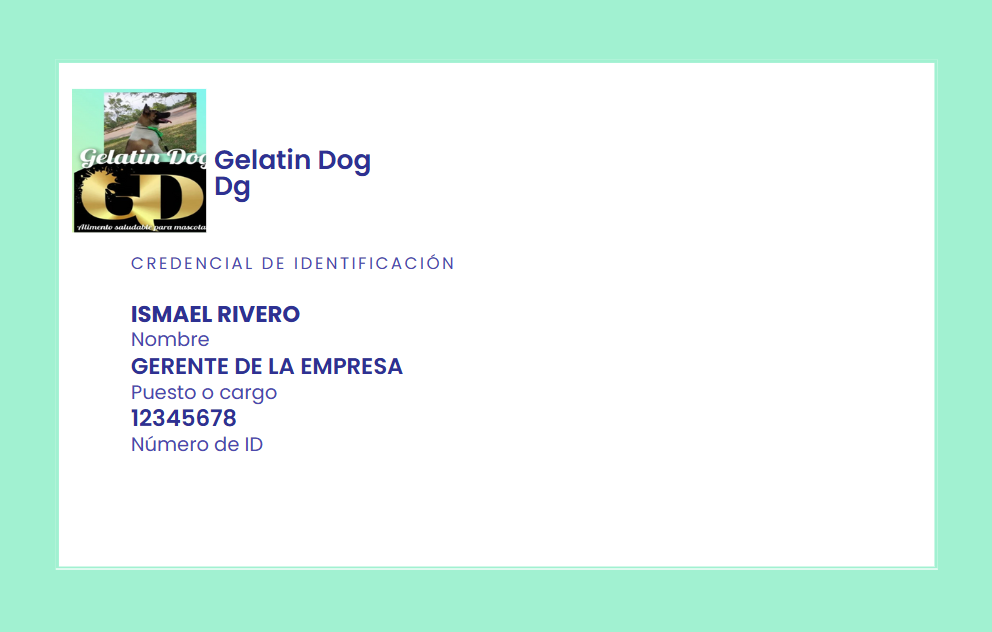 Gelatin Dog
GD
Alimento saludable para mascota
Gelatin Dog
Dg
CREDENCIAL DE IDENTIFICACIÓN
ISMAEL RIVERO
Nombre
GERENTE DE LA EMPRESA
Puesto o cargo
12345678
Número de ID